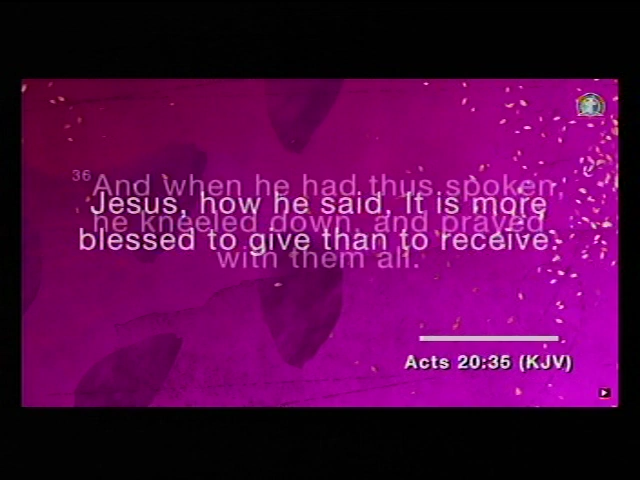 36 And when he had thus spoken,
Jesus, how he said, It is more
he kneeled down, and prayed
blessed to give than to receive.
with them all.
Acts 20:35 (KJV)